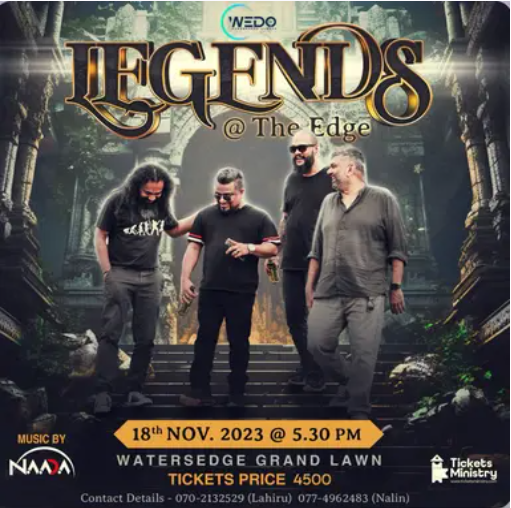 WEDO
LEGENDS
@ The Edge
18th NOV. 2023 @ 5.30 PM
MUSIC BY
NAADA
WATERSEDGE GRAND LAWN
TICKETS PRICE 4500
Tickets
Ministry
Contact Details - 070-2132529 (Lahiru) 077-4962483 (Nalin)